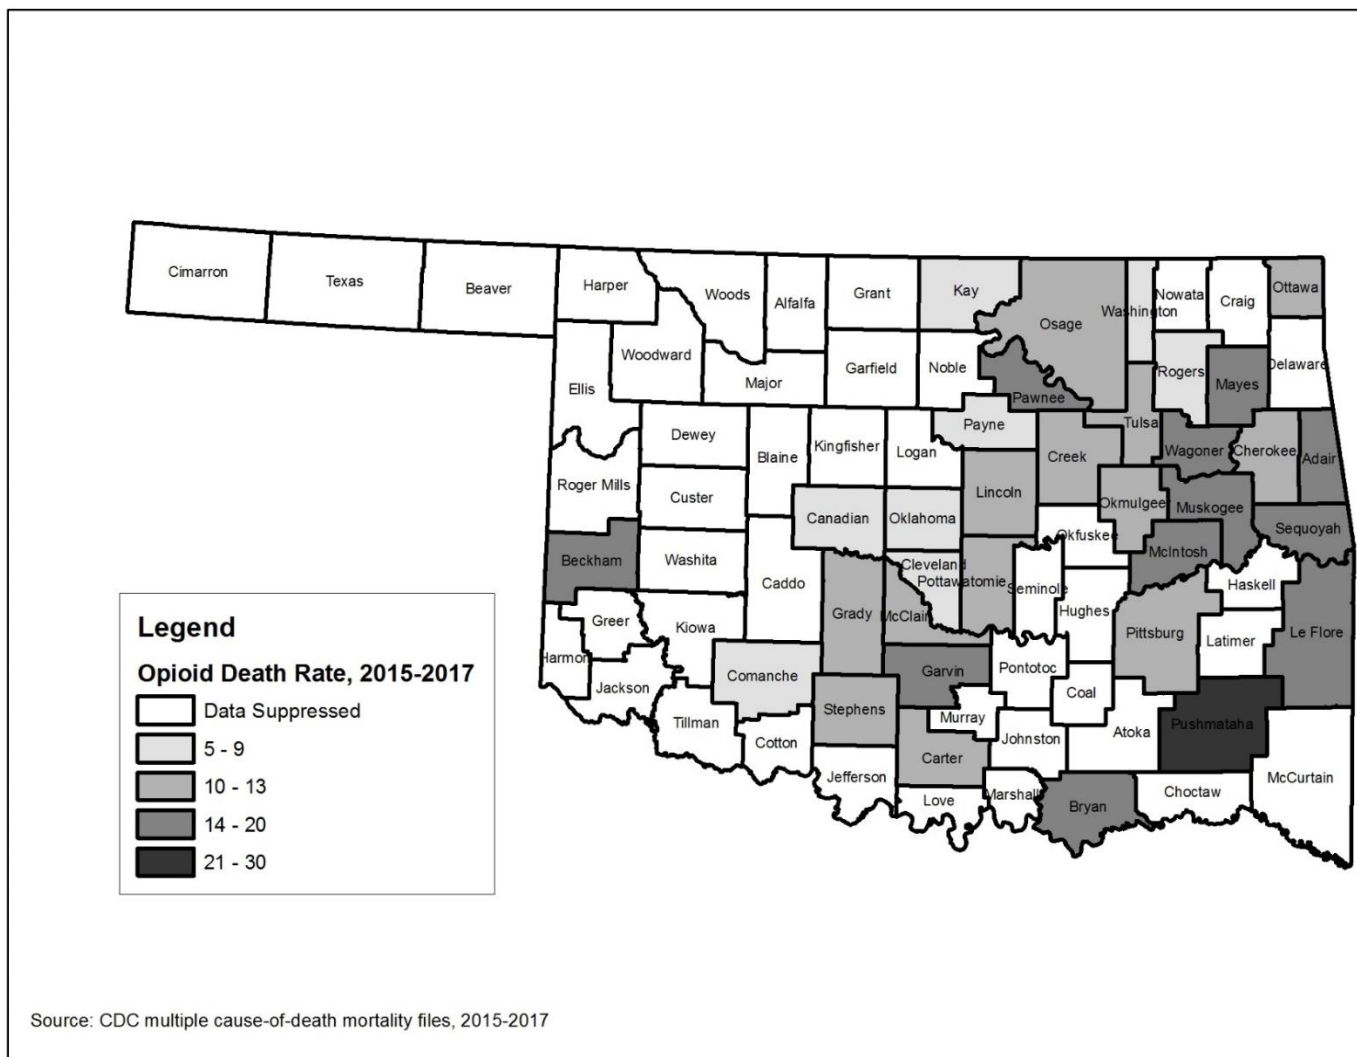 Cimarron
Texas
Beaver
Harper
Woods
Alfalfa
Grant
Kay
Osage
Washington
Nowata
Craig
Ottawa
Ellis
Woodward
Major
Garfield
Noble
Pawnee
Rogers
Mayes
Delaware
Dewey
Blaine
Kingfisher
Logan
Payne
Creek
Tulsa
Wagoner
Cherokee
Adair
Roger Mills
Custer
Canadian
Oklahoma
Lincoln
Okmulgee
Muskogee
Sequoyah
Beckham
Washita
Caddo
Grady
Cleveland
Pottawatomie
McClain
Seminole
Okfuskee
Hughes
McIntosh
Haskell
Pittsburg
Latimer
Le Flore
Greer
Kiowa
Harmon
Jackson
Comanche
Tillman
Cotton
Stephens
Garvin
Pontotoc
Coal
Murray
Johnston
Atoka
Pushmataha
Carter
Jefferson
Love
Marshall
Bryan
Choctaw
McCurtain
Legend
Opioid Death Rate, 2015-2017
Data Suppressed
5 - 9
10 - 13
14 - 20
21 - 30
Source: CDC multiple cause-of-death mortality files, 2015-2017